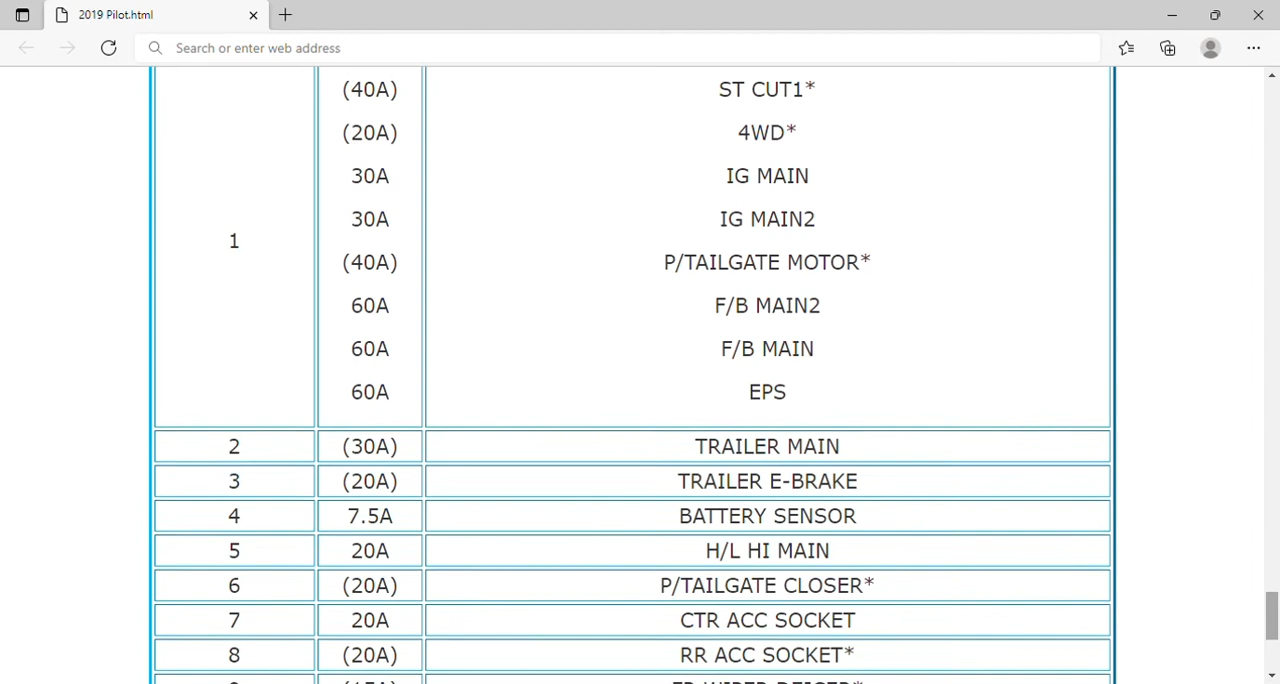 2019 Pilot.html
Search or enter web address
(40A) ST CUT1*
(20A) 4WD*
30A IG MAIN
30A IG MAIN2
1
(40A) P/TAILGATE MOTOR*
60A F/B MAIN2
60A F/B MAIN
60A EPS
2 (30A) TRAILER MAIN
3 (20A) TRAILER E-BRAKE
4 7.5A BATTERY SENSOR
5 20A H/L HI MAIN
6 (20A) P/TAILGATE CLOSER*
7 20A CTR ACC SOCKET
8 (20A) RR ACC SOCKET*